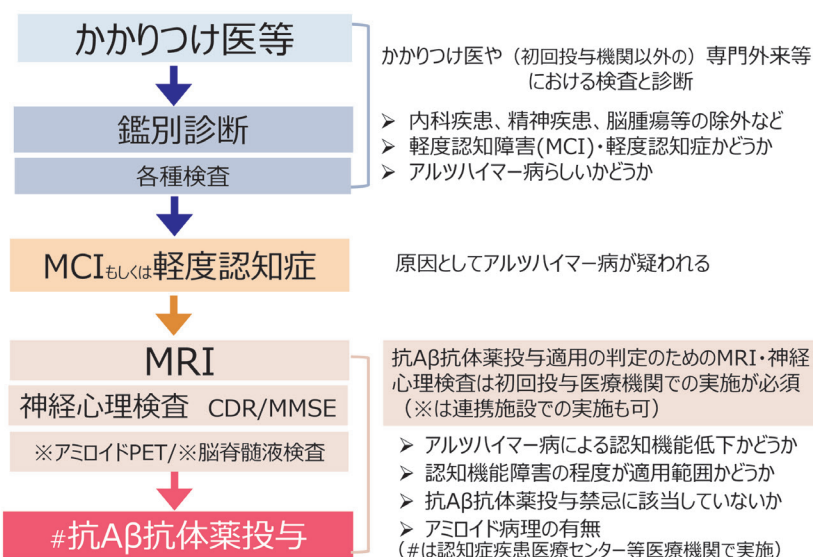 かかりつけ医等
かかりつけ医や（初回投与機関以外の）専門外来等
における検査と診断
鑑別診断
各種検査
➢ 内科疾患、精神疾患、脳腫瘍等の除外など
➢ 軽度認知障害(MCI)・軽度認知症かどうか
➢ アルツハイマー病らしいかどうか
MCIもしくは軽度認知症
原因としてアルツハイマー病が疑われる
MRI
神経心理検査 CDR/MMSE
※アミロイドPET/※脳脊髄液検査
抗Aβ抗体薬投与適用の判定のためのMRI・神経
心理検査は初回投与医療機関での実施が必須
（※は連携施設での実施も可）
➢ アルツハイマー病による認知機能低下かどうか
➢ 認知機能障害の程度が適用範囲かどうか
➢ 抗Aβ抗体薬投与禁忌に該当していないか
➢ アミロイド病理の有無
#抗Aβ抗体薬投与
（#は認知症疾患医療センター等医療機関で実施）